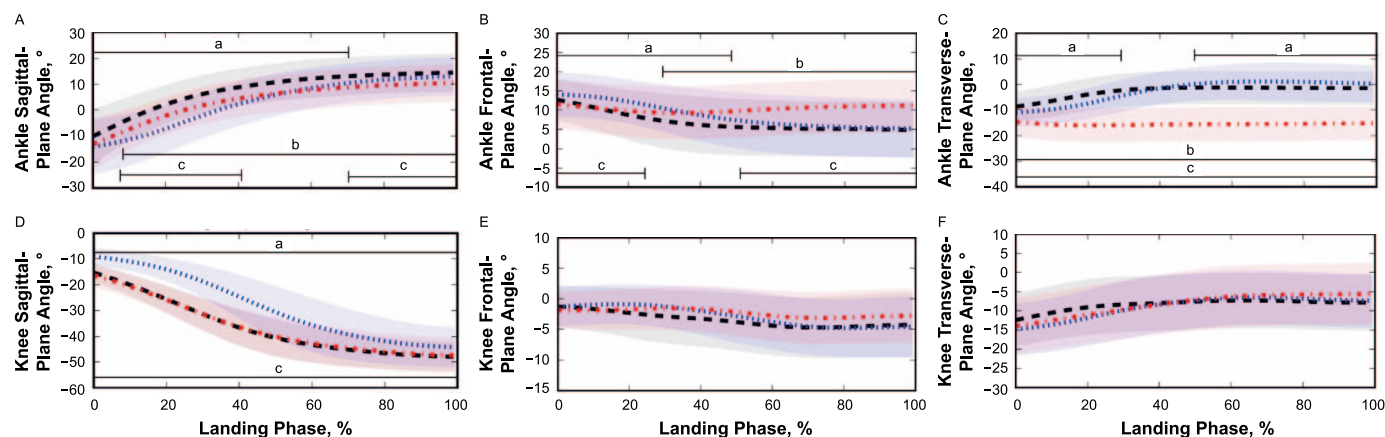 A
Ankle Sagittal-
Plane Angle, °
30
20
10
0
−10
−20
−30
a
b
c
c
B
Ankle Frontal-
Plane Angle, °
30
25
20
15
10
5
0
−5
−10
a
b
c
c
C
Ankle Transverse-
Plane Angle, °
20
10
0
−10
−20
−30
−40
a
a
b
c
D
Knee Sagittal-
Plane Angle, °
0
−10
−20
−30
−40
−50
−60
a
c
0 20 40 60 80 100
Landing Phase, %
E
Knee Frontal-
Plane Angle, °
10
5
0
−5
−10
−15
0 20 40 60 80 100
Landing Phase, %
F
Knee Transverse-
Plane Angle, °
10
5
0
−5
−10
−15
−20
−25
−30
0 20 40 60 80 100
Landing Phase, %